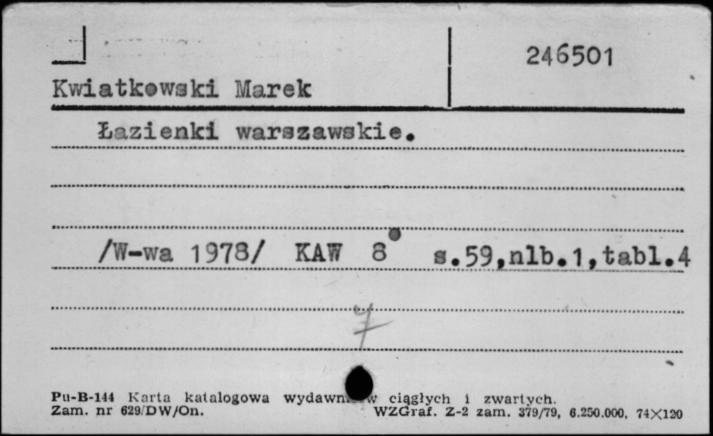 246501
Kwiatkowski Marek
Łazienki warszawskie.
/W-wa 1978/ KAW 8° s.59,nlb.1,tabl.4
7
Pu-B-144 Karta katalogowa ciągłych i zwartych.
Zam. nr 629/DW/On. WZGraf. Z-2 zam. 379/79, 6.250.000, 74×120